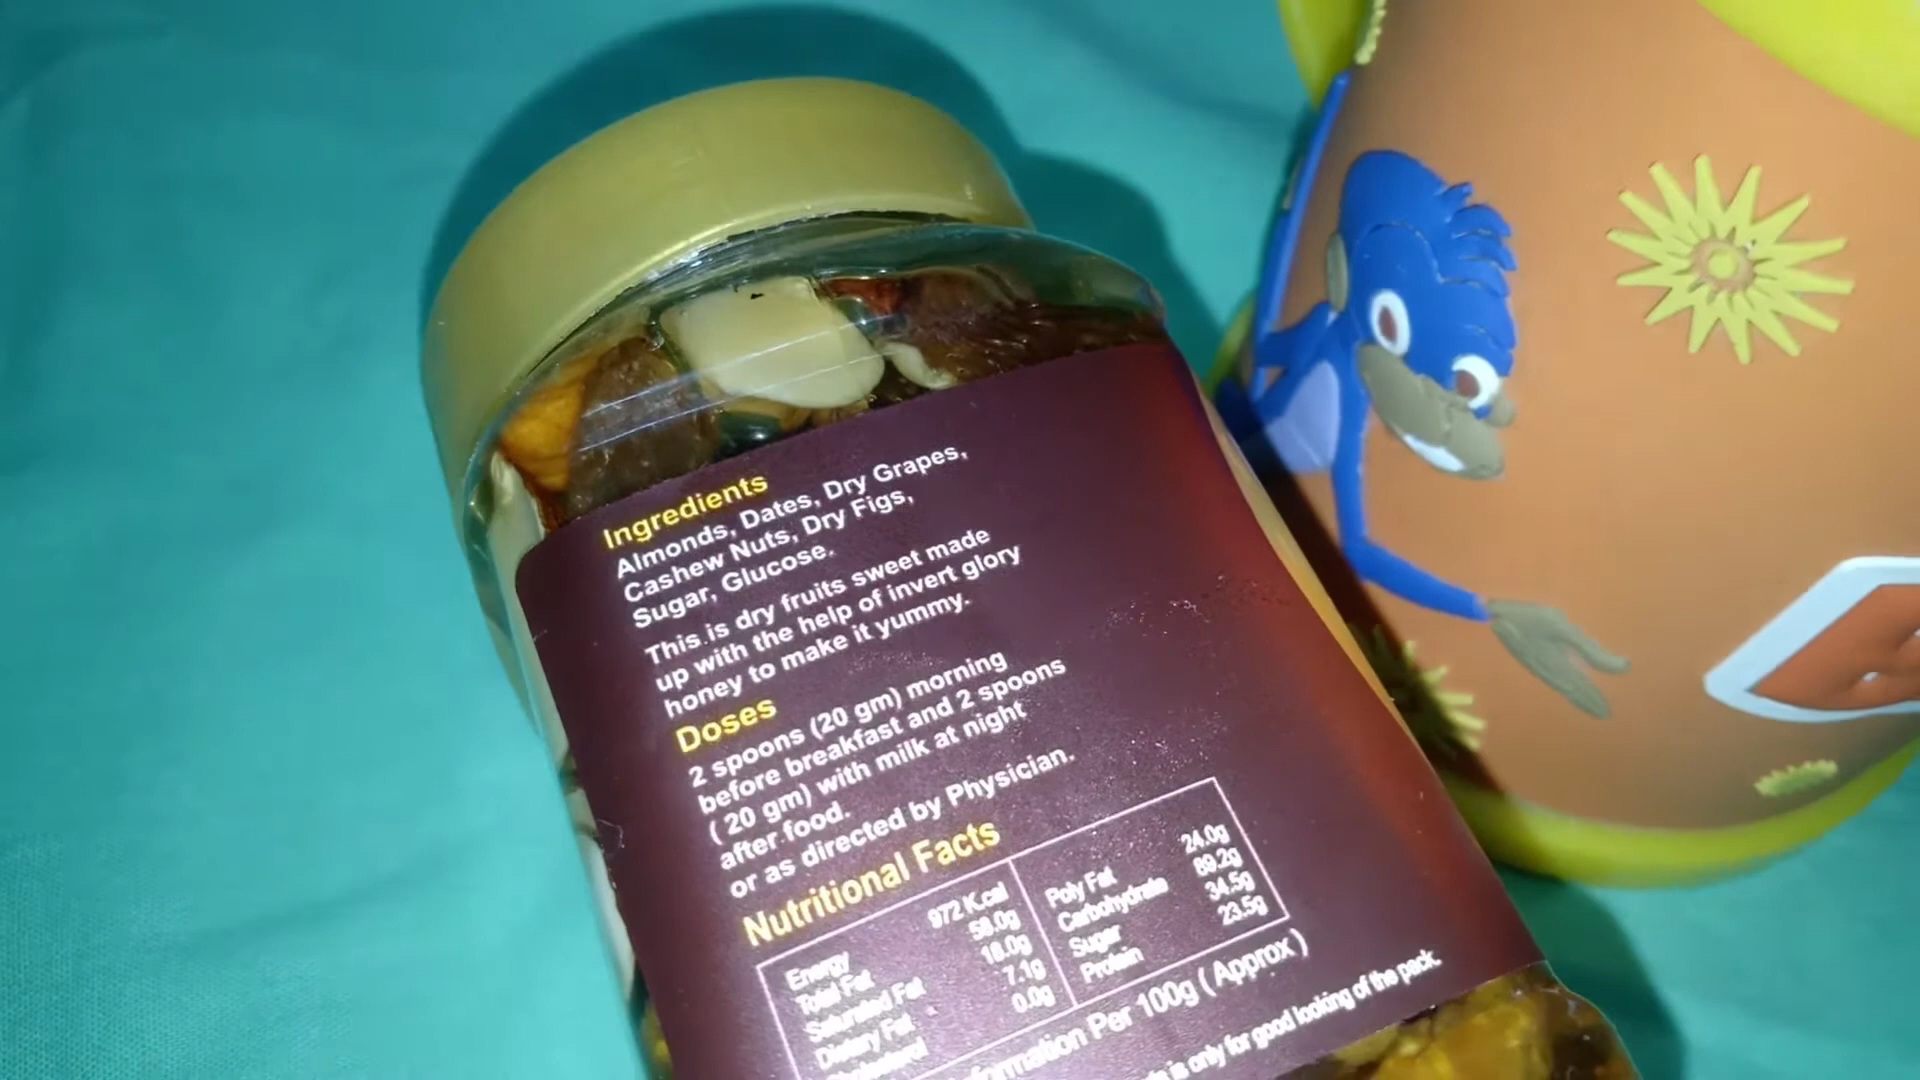 Ingredients
Almonds, Dates, Dry Grapes,
Cashew Nuts, Dry Figs,
Sugar, Glucose.
This is dry fruits sweet made
up with the help of invert glory
honey to make it yummy.
Doses
2 spoons (20 gm) morning
before breakfast and 2 spoons
( 20 gm) with milk at night
after food.
or as directed by Physician.
Nutritional Facts
Energy 972 K.cal
Total Fat 58.0g
Saturated Fat 18.0g
Dietary Fat 7.1g
0.0g
Poly Fat 24.0g
Carbohydrate 89.2g
Sugar 34.5g
Protein 23.5g
Per 100g ( Approx )
is only for good looking of the pack.